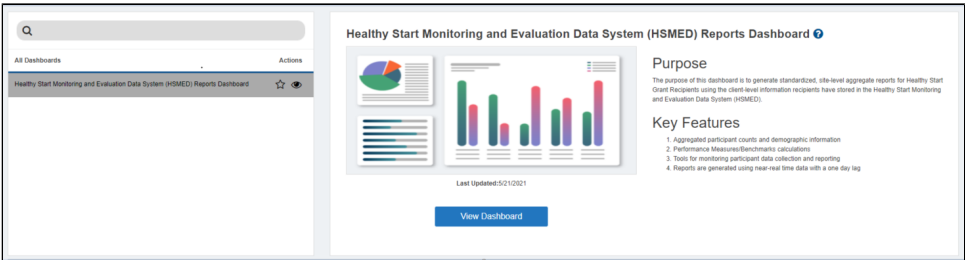 All Dashboards
Actions
Healthy Start Monitoring and Evaluation Data System (HSMED) Reports Dashboard
Healthy Start Monitoring and Evaluation Data System (HSMED) Reports Dashboard
Last Updated:5/21/2021
View Dashboard
Purpose
The purpose of this dashboard is to generate standardized, site-level aggregate reports for Healthy Start
Grant Recipients using the client-level information recipients have stored in the Healthy Start Monitoring
and Evaluation Data System (HSMED).
Key Features
1. Aggregated participant counts and demographic information
2. Performance Measures/Benchmarks calculations
3. Tools for monitoring participant data collection and reporting
4. Reports are generated using near-real time data with a one day lag